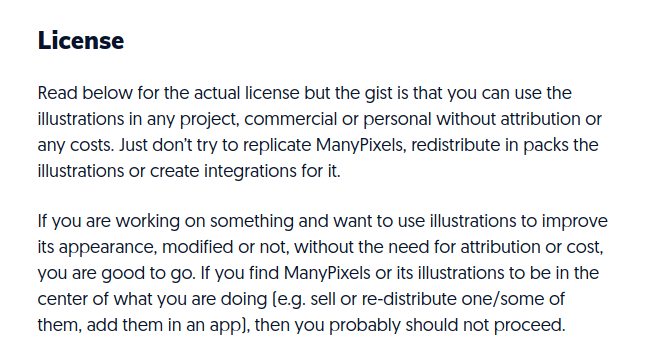 License
Read below for the actual license but the gist is that you can use the
illustrations in any project, commercial or personal without attribution or
any costs. Just don't try to replicate ManyPixels, redistribute in packs the
illustrations or create integrations for it.
If you are working on something and want to use illustrations to improve
its appearance, modified or not, without the need for attribution or cost,
you are good to go. If you find ManyPixels or its illustrations to be in the
center of what you are doing (e.g. sell or re-distribute one/some of
them, add them in an app), then you probably should not proceed.